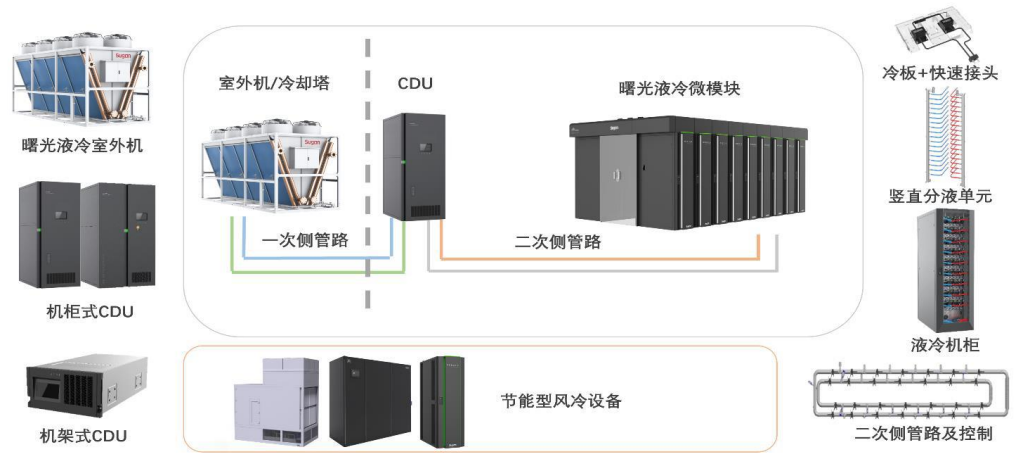 曙光液冷室外机
机柜式CDU
机架式CDU
室外机/冷却塔
CDU
曙光液冷微模块
Sugon
一次侧管路
二次侧管路
节能型风冷设备
冷板+快速接头
竖直分液单元
液冷机柜
二次侧管路及控制